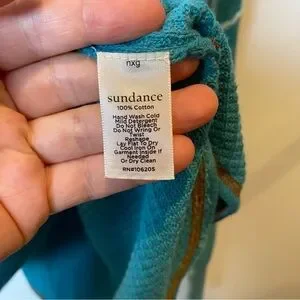 nxg
sundance
100% Cotton
Hand Wash Cold
Mild Detergent
Do Not Bleach
Do Not Wring Or
Twist
Reshape
Lay Flat To Dry
Cool Iron On
Garment Inside If
Needed
Or Dry Clean
RN#106205